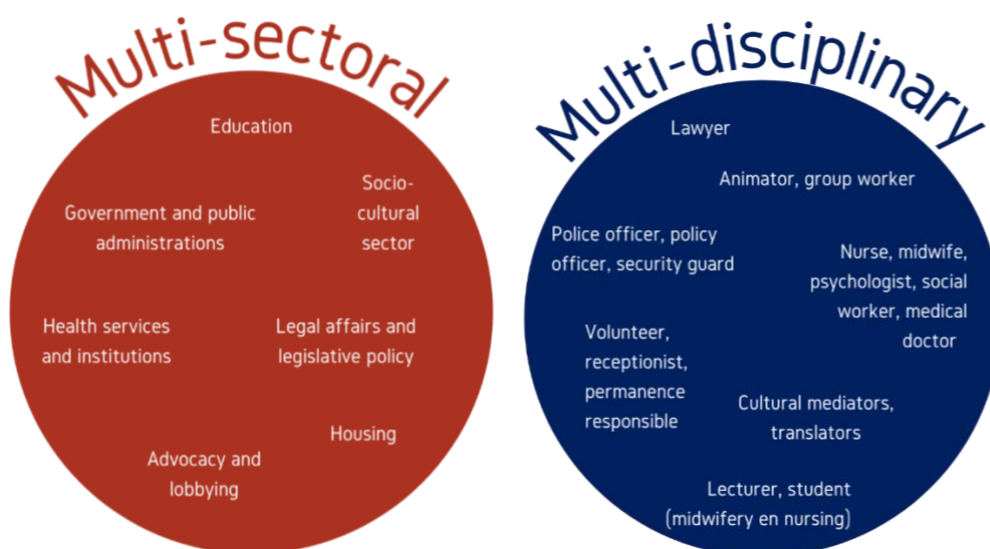 Multi-sectoral
Education
Socio-
cultural
sector
Government and public
administrations
Health services
and institutions
Legal affairs and
legislative policy
Housing
Advocacy and
lobbying
Multi-disciplinary
Lawyer
Animator, group worker
Police officer, policy
officer, security guard
Nurse, midwife,
psychologist, social
worker, medical
doctor
Volunteer,
receptionist,
permanence
responsible
Cultural mediators,
translators
Lecturer, student
(midwifery en nursing)